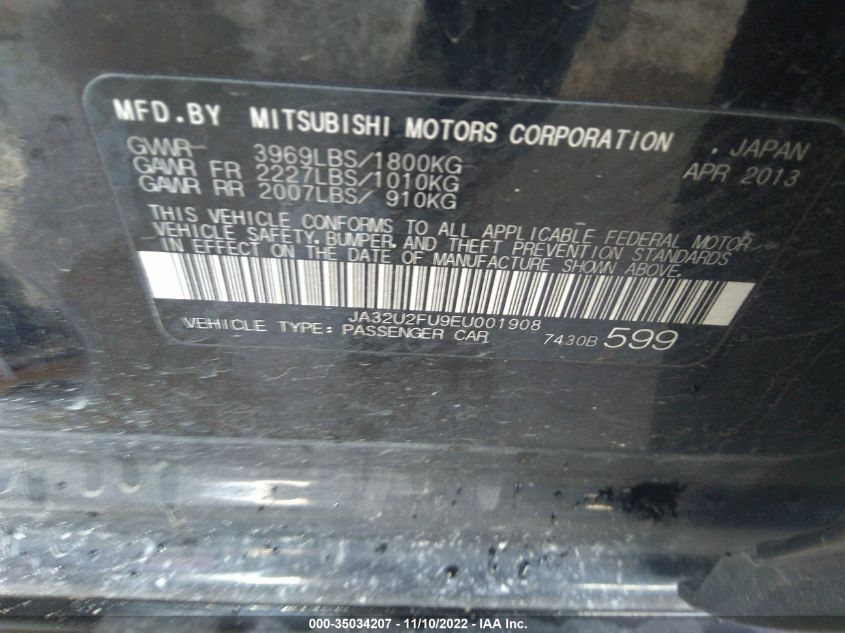 MFD.BY MITSUBISHI MOTORS CORPORATION . JAPAN
GVWR 3969LBS/1800KG APR 2013
GAWR FR 2227LBS/1010KG
GAWR RR 2007LBS/ 910KG
THIS VEHICLE CONFORMS TO ALL APPLICABLE FEDERAL MOTOR
VEHICLE SAFETY, BUMPER, AND THEFT PREVENTION STANDARDS
IN EFFECT ON THE DATE OF MANUFACTURE SHOWN ABOVE.
JA32U2FU9EU001908
VEHICLE TYPE: PASSENGER CAR 7430B 599
000-35034207 - 11/10/2022 - IAA Inc.